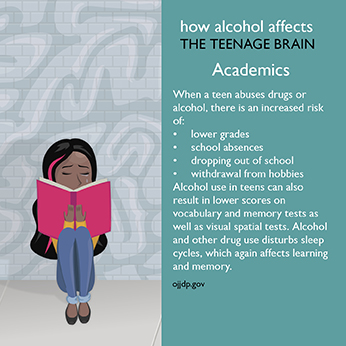 how alcohol affects
THE TEENAGE BRAIN
Academics
When a teen abuses drugs or
alcohol, there is an increased risk
of:
• lower grades
• school absences
• dropping out of school
• withdrawal from hobbies
Alcohol use in teens can also
result in lower scores on
vocabulary and memory tests as
well as visual spatial tests. Alcohol
and other drug use disturbs sleep
cycles, which again affects learning
and memory.
ojjdp.gov